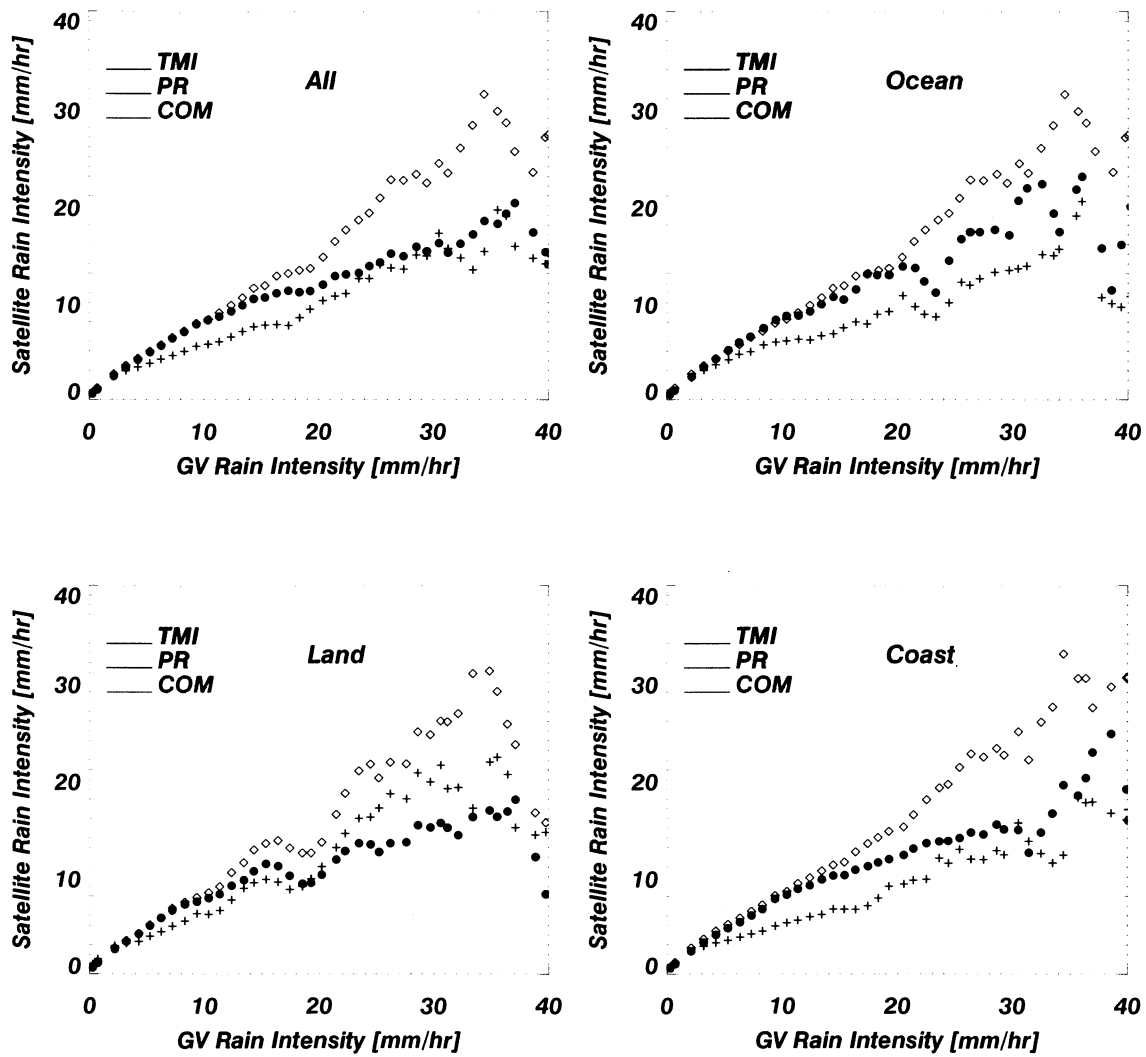 40
30
20
10
0
Satellite Rain Intensity [mm/hr]
TMI
PR
COM
All
0 10 20 30 40
GV Rain Intensity [mm/hr]
40
30
20
10
0
Satellite Rain Intensity [mm/hr]
TMI
PR
COM
Ocean
0 10 20 30 40
GV Rain Intensity [mm/hr]
40
30
20
10
0
Satellite Rain Intensity [mm/hr]
TMI
PR
COM
Land
0 10 20 30 40
GV Rain Intensity [mm/hr]
40
30
20
10
0
Satellite Rain Intensity [mm/hr]
TMI
PR
COM
Coast
0 10 20 30 40
GV Rain Intensity [mm/hr]